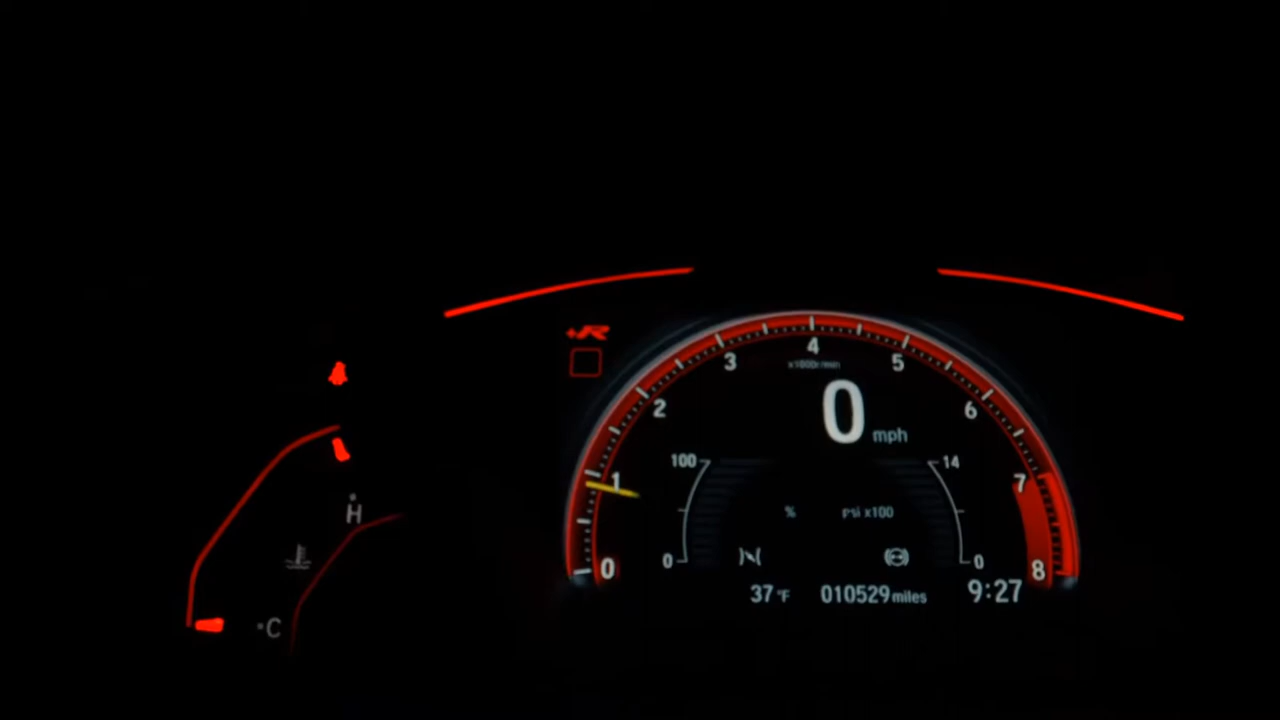 +R
4
3 5
x1000r/min
2 0 mph 6
100 14
1 7
% psi x100
H
0 0 0 8
37 °F 010529 miles 9:27
C